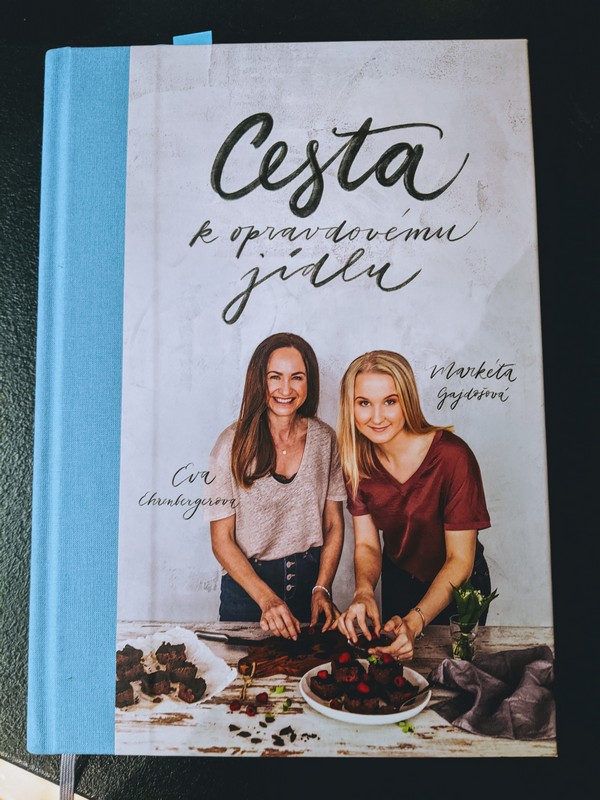 Cesta
k opravdovému
jídlu
Markéta
Gajdošová
Eva
Ehrenbergerová